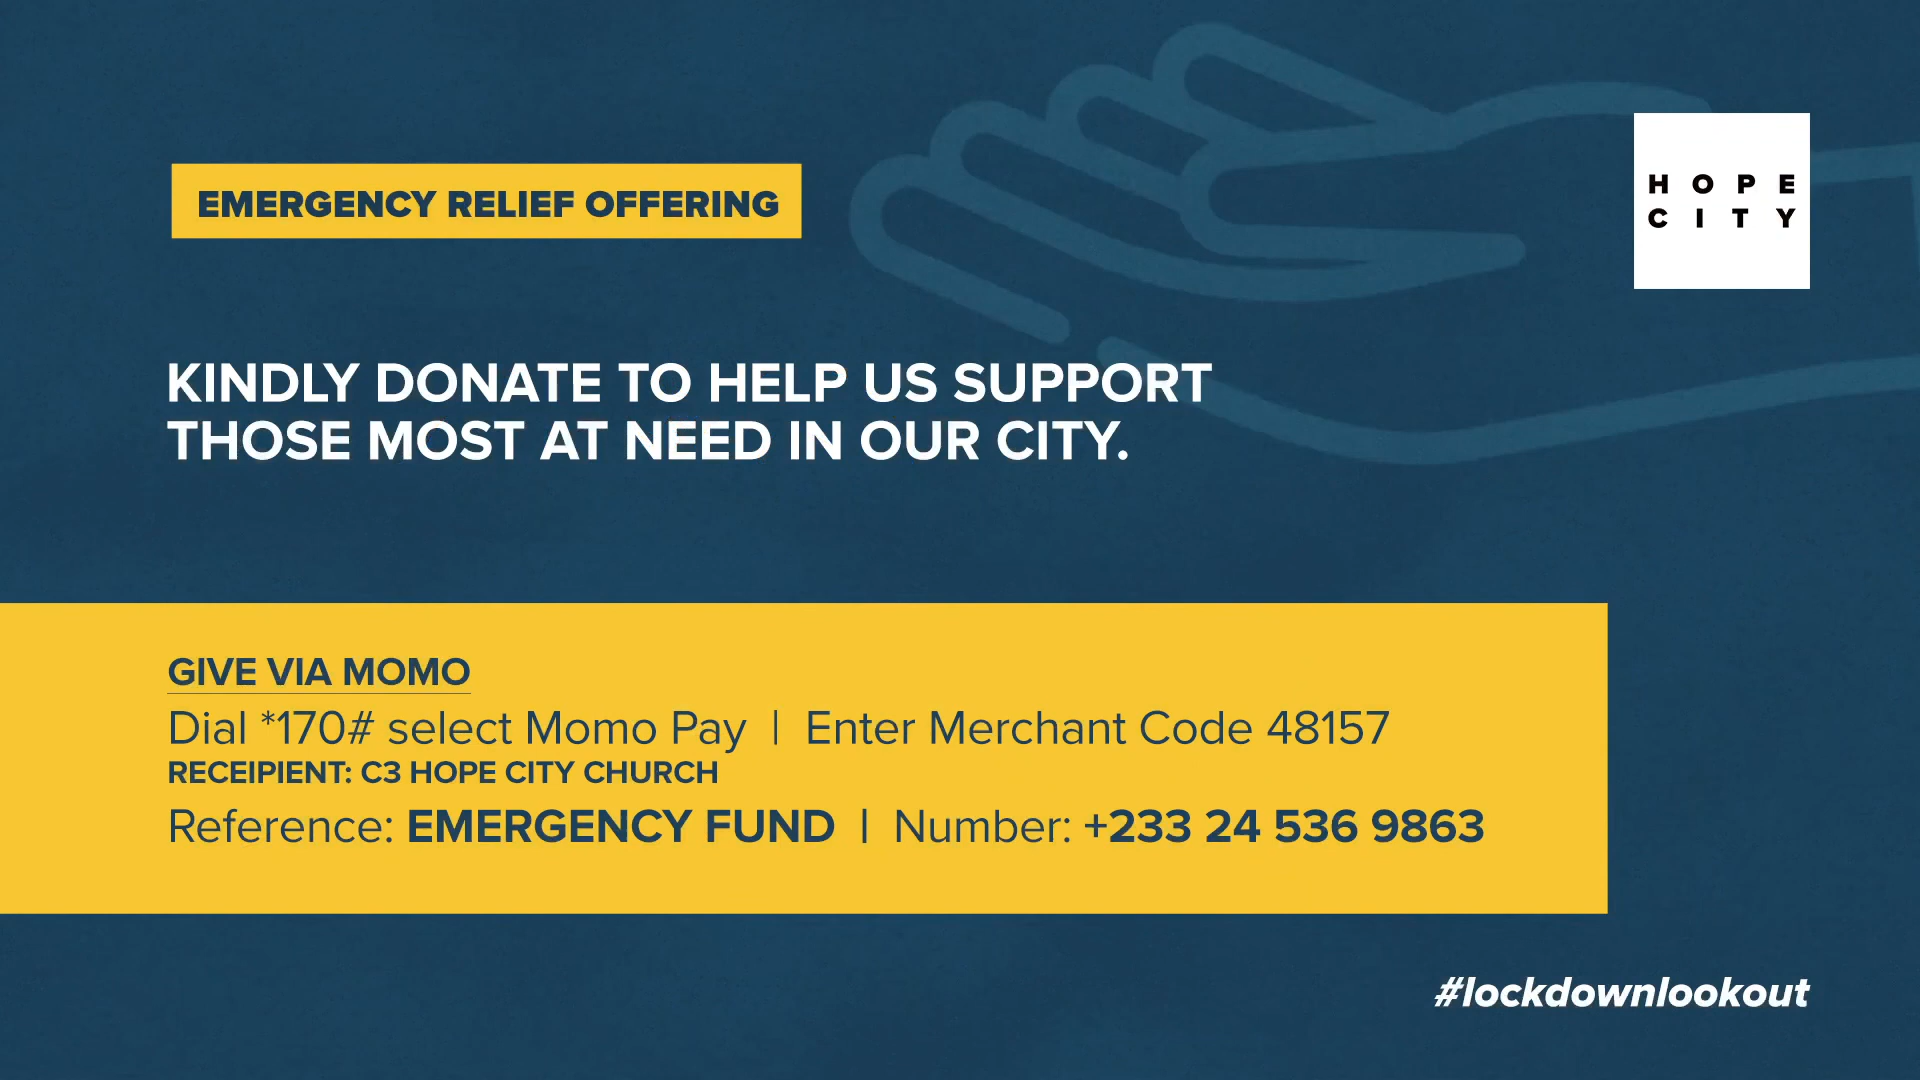 HOPE
CITY
EMERGENCY RELIEF OFFERING
KINDLY DONATE TO HELP US SUPPORT
THOSE MOST AT NEED IN OUR CITY.
GIVE VIA MOMO
Dial *170# select Momo Pay | Enter Merchant Code 48157
RECEIPIENT: C3 HOPE CITY CHURCH
Reference: EMERGENCY FUND | Number: +233 24 536 9863
#lockdownlookout